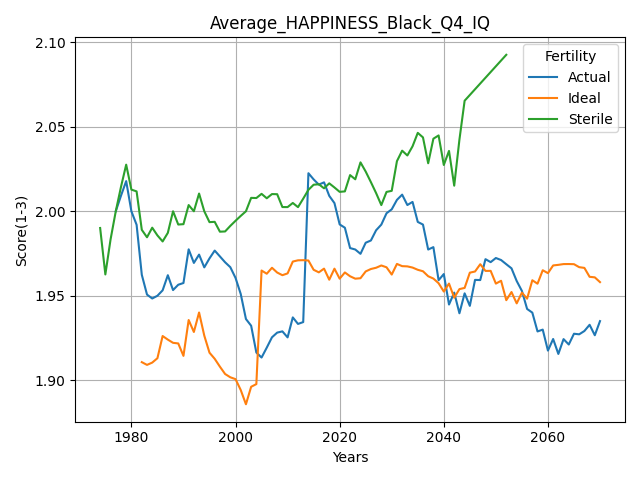 Average_HAPPINESS_Black_Q4_IQ
Fertility
Actual
Ideal
Sterile
Score(1-3)
2.10
2.05
2.00
1.95
1.90
1980 2000 2020 2040 2060
Years